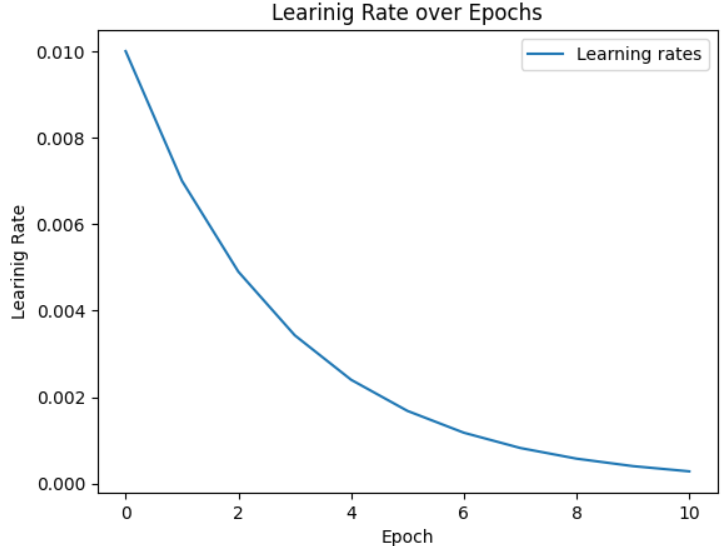 Learinig Rate over Epochs
Learning rates
Learinig Rate
0.010
0.008
0.006
0.004
0.002
0.000
0 2 4 6 8 10
Epoch